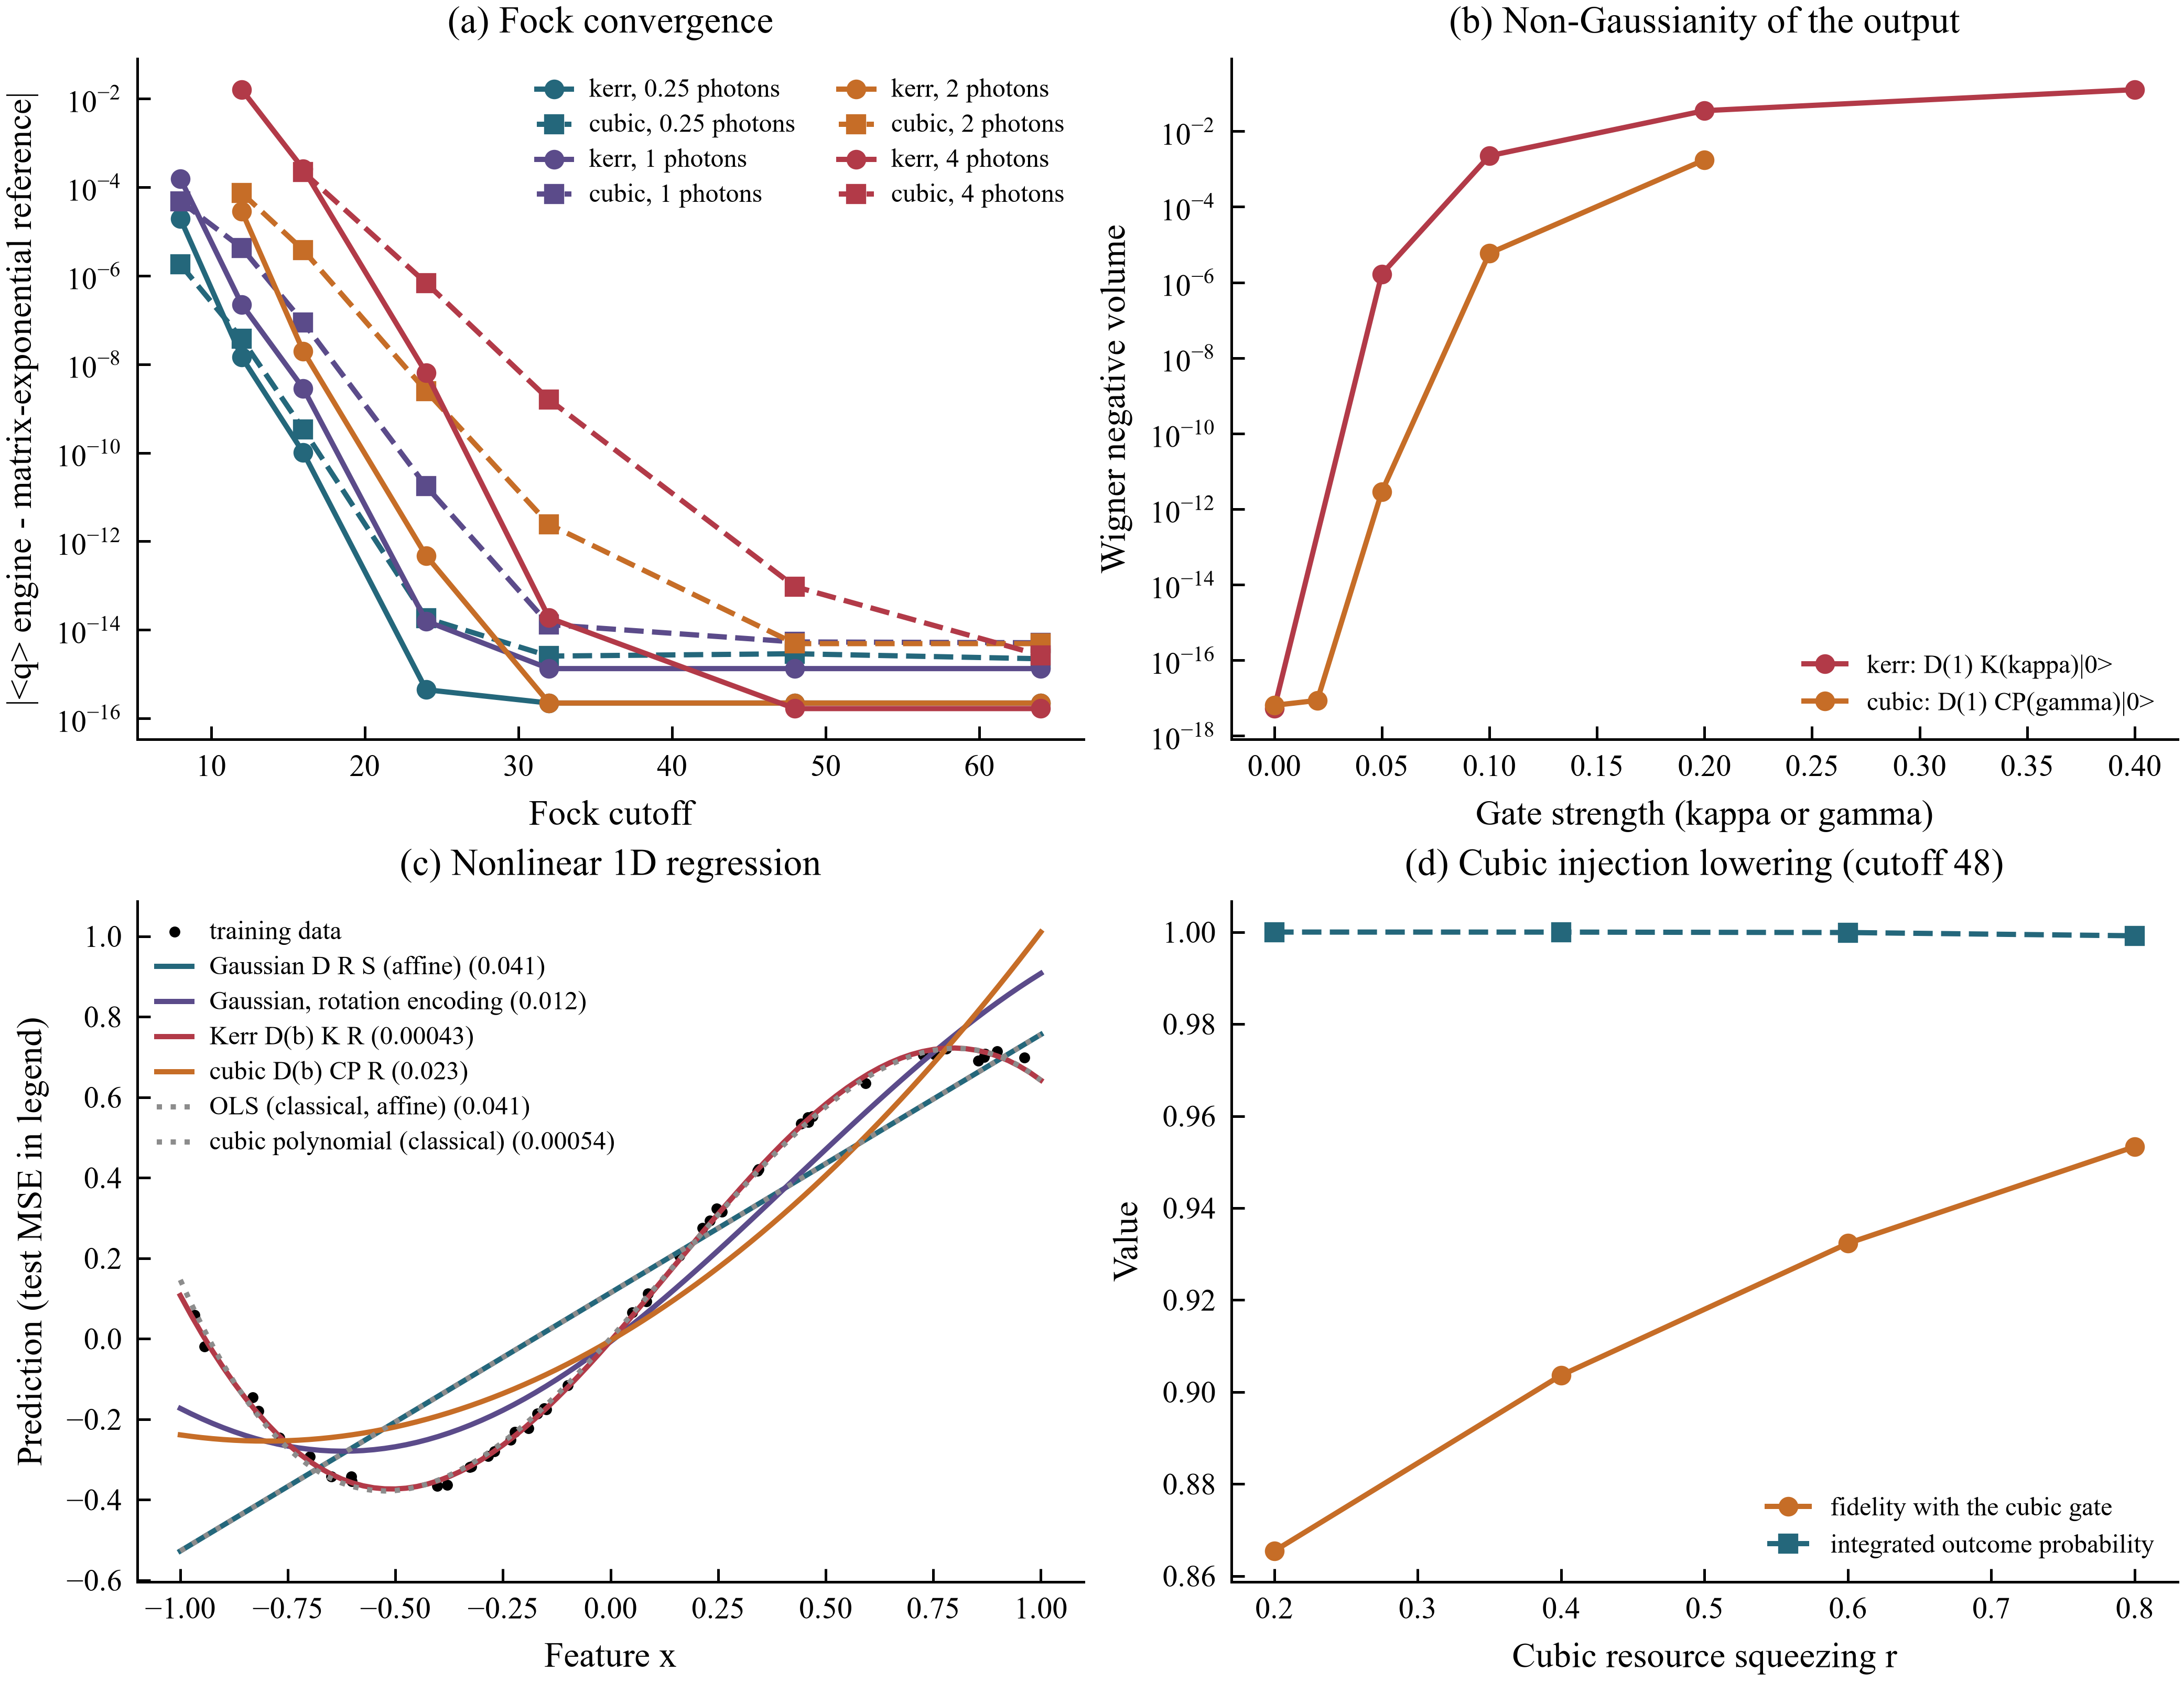 (a) Fock convergence
|<q> engine - matrix-exponential reference|
10⁻²
10⁻⁴
10⁻⁶
10⁻⁸
10⁻¹⁰
10⁻¹²
10⁻¹⁴
10⁻¹⁶
kerr, 0.25 photons
cubic, 0.25 photons
kerr, 1 photons
cubic, 1 photons
kerr, 2 photons
cubic, 2 photons
kerr, 4 photons
cubic, 4 photons
10 20 30 40 50 60
Fock cutoff
(b) Non-Gaussianity of the output
Wigner negative volume
10⁻²
10⁻⁴
10⁻⁶
10⁻⁸
10⁻¹⁰
10⁻¹²
10⁻¹⁴
10⁻¹⁶
10⁻¹⁸
kerr: D(1) K(kappa)|0>
cubic: D(1) CP(gamma)|0>
0.00 0.05 0.10 0.15 0.20 0.25 0.30 0.35 0.40
Gate strength (kappa or gamma)
(c) Nonlinear 1D regression
Prediction (test MSE in legend)
1.0
0.8
0.6
0.4
0.2
0.0
−0.2
−0.4
−0.6
training data
Gaussian D R S (affine) (0.041)
Gaussian, rotation encoding (0.012)
Kerr D(b) K R (0.00043)
cubic D(b) CP R (0.023)
OLS (classical, affine) (0.041)
cubic polynomial (classical) (0.00054)
−1.00 −0.75 −0.50 −0.25 0.00 0.25 0.50 0.75 1.00
Feature x
(d) Cubic injection lowering (cutoff 48)
Value
1.00
0.98
0.96
0.94
0.92
0.90
0.88
0.86
fidelity with the cubic gate
integrated outcome probability
0.2 0.3 0.4 0.5 0.6 0.7 0.8
Cubic resource squeezing r